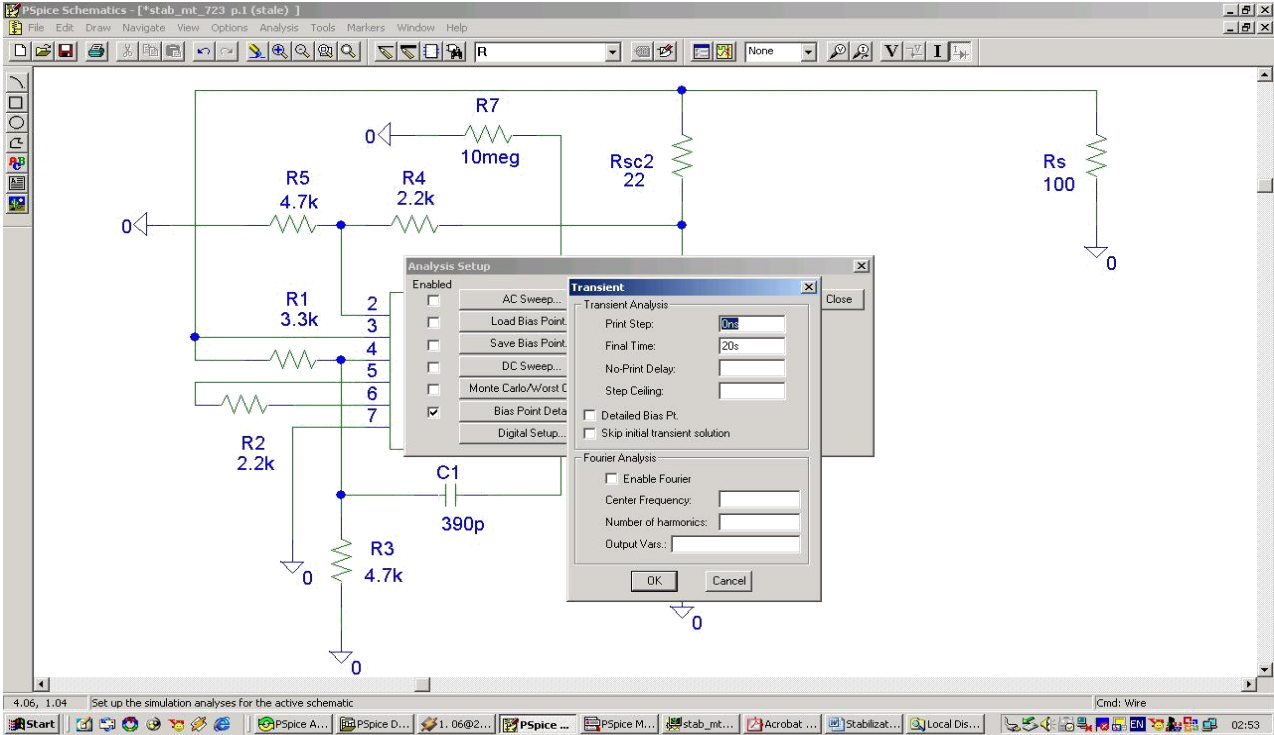 PSpice Schematics - [*stab_mt_723 p.1 (stale) ]
File Edit Draw Navigate View Options Analysis Tools Markers Window Help
R
None
V
I
R7
0
10meg
Rsc2
22
Rs
100
R5
4.7k
R4
2.2k
0
0
R1
3.3k
2
3
4
5
6
7
R2
2.2k
C1
390p
R3
4.7k
0
0
0
Analysis Setup
Enabled
AC Sweep...
Load Bias Point.
Save Bias Point.
DC Sweep...
Monte Carlo/Worst C
Bias Point Deta
Digital Setup...
Close
Transient
Transient Analysis
Print Step: 0ns
Final Time: 20s
No-Print Delay:
Step Ceiling:
Detailed Bias Pt.
Skip initial transient solution
Fourier Analysis
Enable Fourier
Center Frequency:
Number of harmonics:
Output Vars.:
OK
Cancel
4.06, 1.04
Set up the simulation analyses for the active schematic
Cmd: Wire
Start
PSpice A...
PSpice D...
1. 06@2...
PSpice ...
PSpice M...
stab_mt...
Acrobat ...
Stabilizat...
Local Dis...
EN
02:53